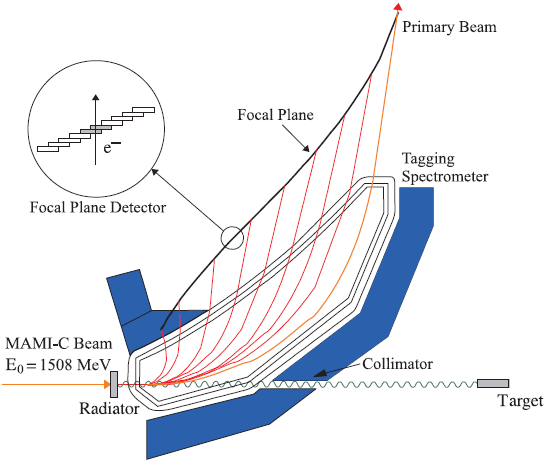 Primary Beam
Focal Plane
e⁻
Tagging
Spectrometer
Focal Plane Detector
MAMI-C Beam
E₀ = 1508 MeV
Collimator
Radiator
Target